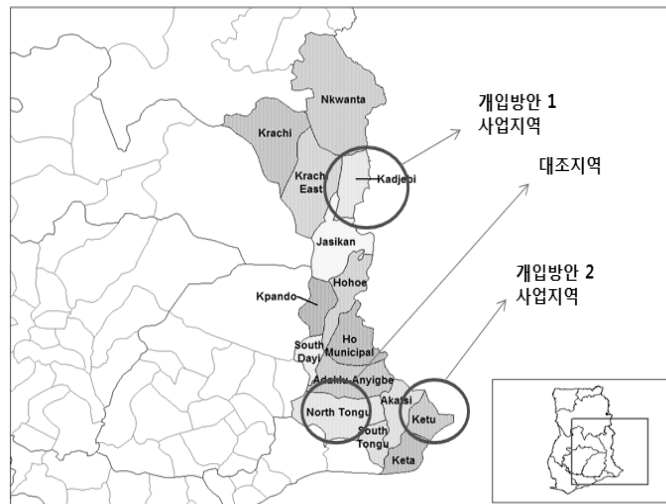 Nkwanta
개입방안 1
사업지역
Krachi
Krachi
East
Kadjebi
대조지역
Jasikan
Hohoe
개입방안 2
사업지역
Kpando
South
Dayi
Ho
Municipal
Adaklu-Anyigbe
North Tongu
Akatsi
Ketu
South
Tongu
Keta